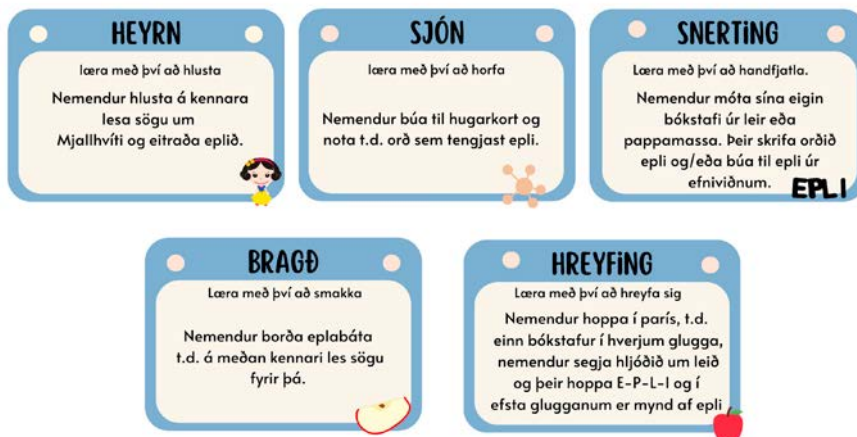 HEYRN
læra með því að hlusta
Nemendur hlusta á kennara
lesa sögu um
Mjallhvíti og eitraða eplið.
SJÓN
læra með því að horfa
Nemendur búa til hugarkort og
nota t.d. orð sem tengjast epli.
SNERTING
Læra með því að handfjatla.
Nemendur móta sína eigin
bókstafi úr leir eða
pappamassa. Þeir skrifa orðið
epli og/eða búa til epli úr
efniviðnum.
EPLI
BRAGÐ
Læra með því að smakka
Nemendur borða eplabáta
t.d. á meðan kennari les sögu
fyrir þá.
HREYFING
Læra með því að hreyfa sig
Nemendur hoppa í parís, t.d.
einn bókstafur í hverjum glugga,
nemendur segja hljóðið um leið
og þeir hoppa E-P-L-I og í
efsta glugganum er mynd af epli